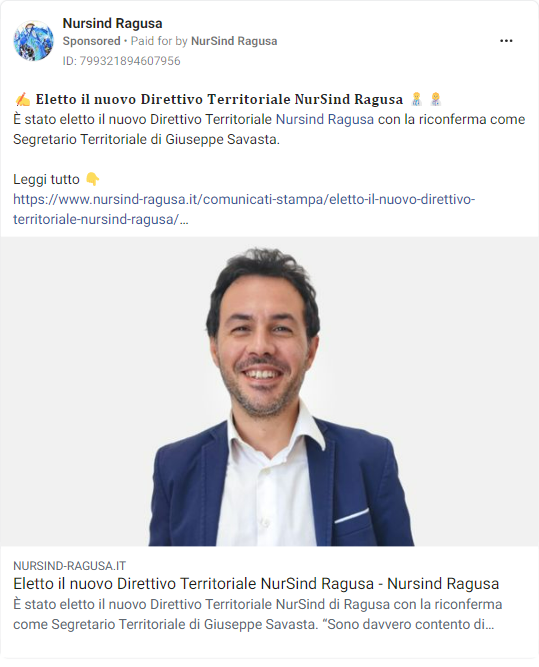 Nursind Ragusa
Sponsored • Paid for by NurSind Ragusa
ID: 799321894607956
✍️ 𝐄𝐥𝐞𝐭𝐭𝐨 𝐢𝐥 𝐧𝐮𝐨𝐯𝐨 𝐃𝐢𝐫𝐞𝐭𝐭𝐢𝐯𝐨 𝐓𝐞𝐫𝐫𝐢𝐭𝐨𝐫𝐢𝐚𝐥𝐞 𝐍𝐮𝐫𝐒𝐢𝐧𝐝 𝐑𝐚𝐠𝐮𝐬𝐚 👩‍⚕️ 👨‍⚕️
È stato eletto il nuovo Direttivo Territoriale Nursind Ragusa con la riconferma come
Segretario Territoriale di Giuseppe Savasta.
Leggi tutto 👇
https://www.nursind-ragusa.it/comunicati-stampa/eletto-il-nuovo-direttivo-
territoriale-nursind-ragusa/…
NURSIND-RAGUSA.IT
Eletto il nuovo Direttivo Territoriale NurSind Ragusa - Nursind Ragusa
È stato eletto il nuovo Direttivo Territoriale NurSind di Ragusa con la riconferma
come Segretario Territoriale di Giuseppe Savasta. “Sono davvero contento di…